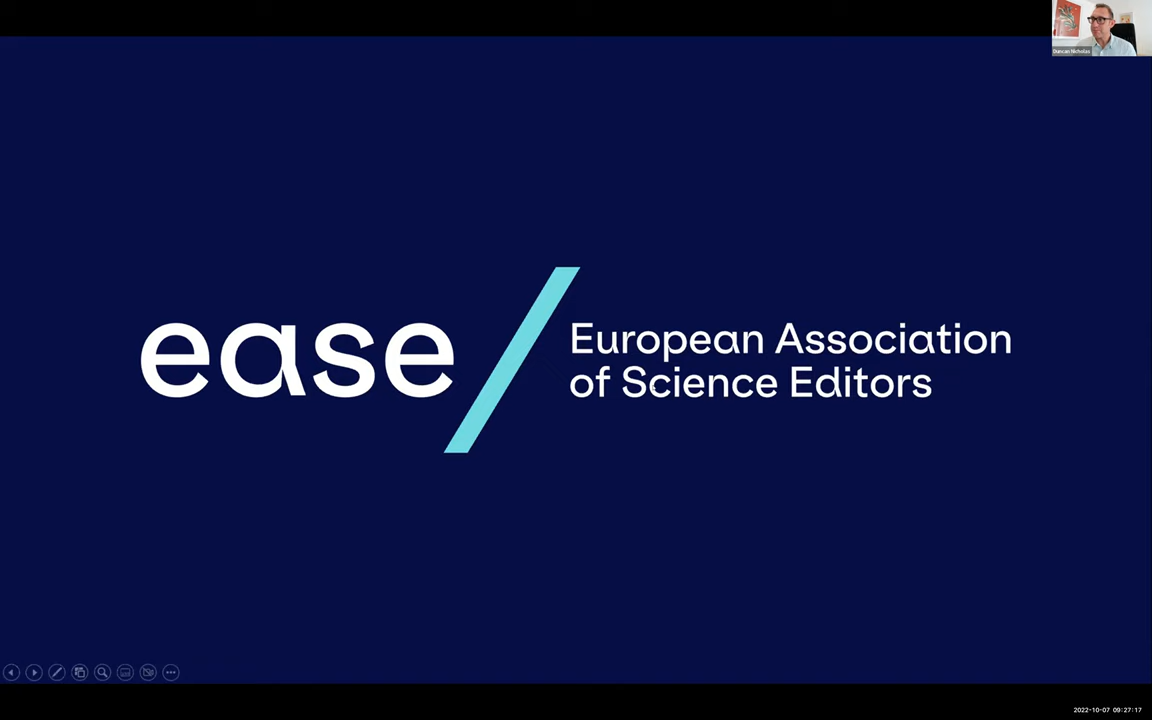 Duncan Nicholas
ease
European Association
of Science Editors
2022-10-07 09:27:17